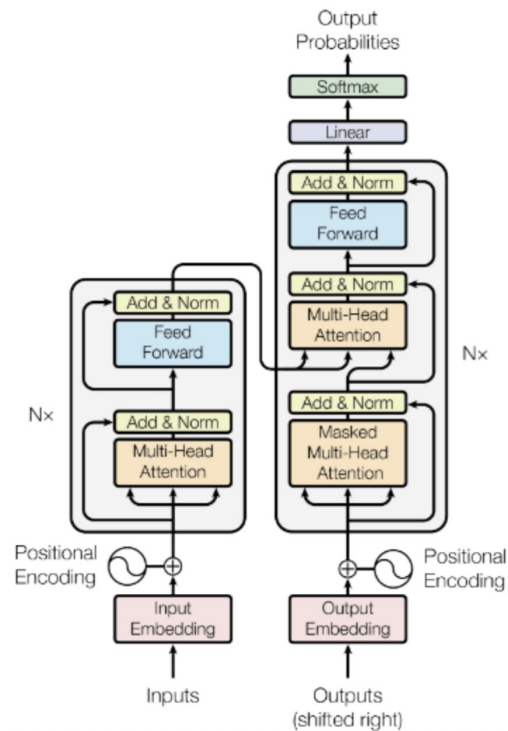 Output
Probabilities
Softmax
Linear
Add & Norm
Feed
Forward
Add & Norm
Multi-Head
Attention
Nx
Add & Norm
Masked
Multi-Head
Attention
Add & Norm
Feed
Forward
Nx
Add & Norm
Multi-Head
Attention
Positional
Encoding
Positional
Encoding
Input
Embedding
Output
Embedding
Inputs
Outputs
(shifted right)